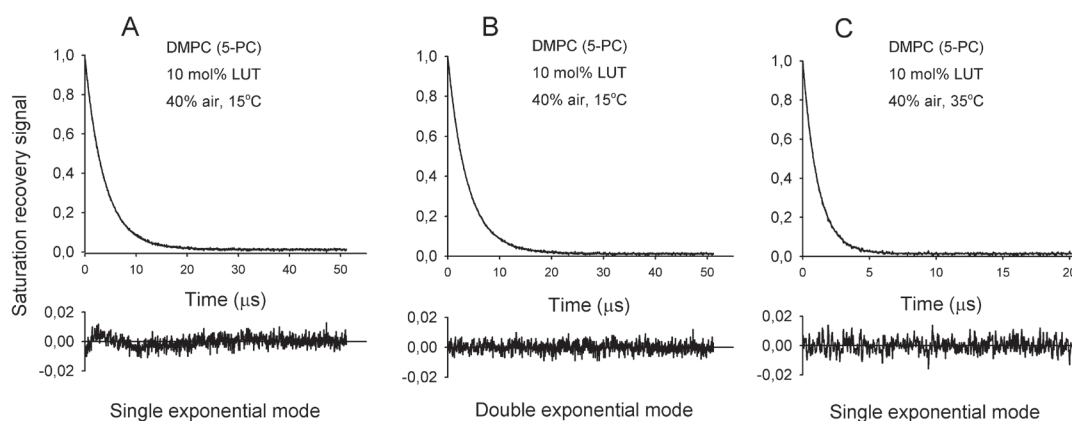 A
DMPC (5-PC)
10 mol% LUT
40% air, 15°C
Saturation recovery signal
1,0
0,8
0,6
0,4
0,2
0,0
0 10 20 30 40 50
Time (μs)
0,02
0,00
-0,02
Single exponential mode
B
DMPC (5-PC)
10 mol% LUT
40% air, 15°C
1,0
0,8
0,6
0,4
0,2
0,0
0 10 20 30 40 50
Time (μs)
0,02
0,00
-0,02
Double exponential mode
C
DMPC (5-PC)
10 mol% LUT
40% air, 35°C
1,0
0,8
0,6
0,4
0,2
0,0
0 5 10 15 20
Time (μs)
0,02
0,00
-0,02
Single exponential mode